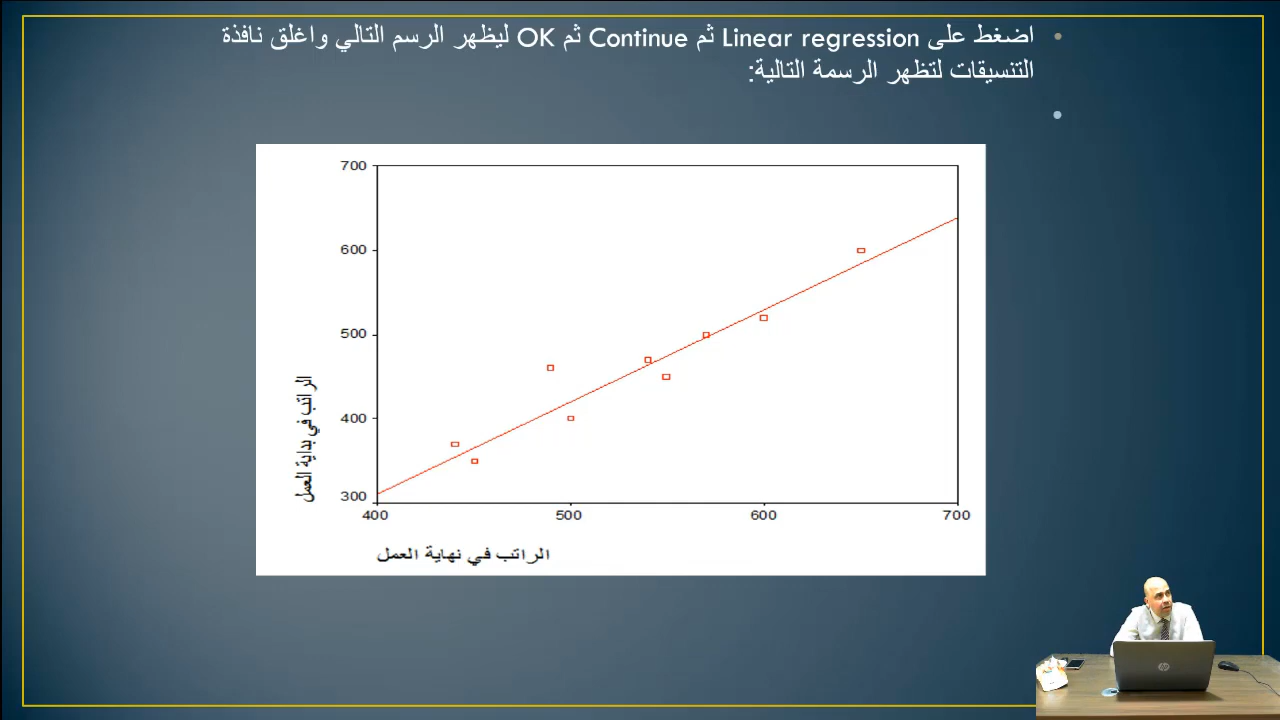 اضغط على Linear regression ثم Continue ثم OK ليظهر الرسم التالي واغلق نافذة
التنسيقات لتظهر الرسمة التالية:
700
600
500
400
300
الراتب في بداية العمل
400 500 600 700
الراتب في نهاية العمل
hp